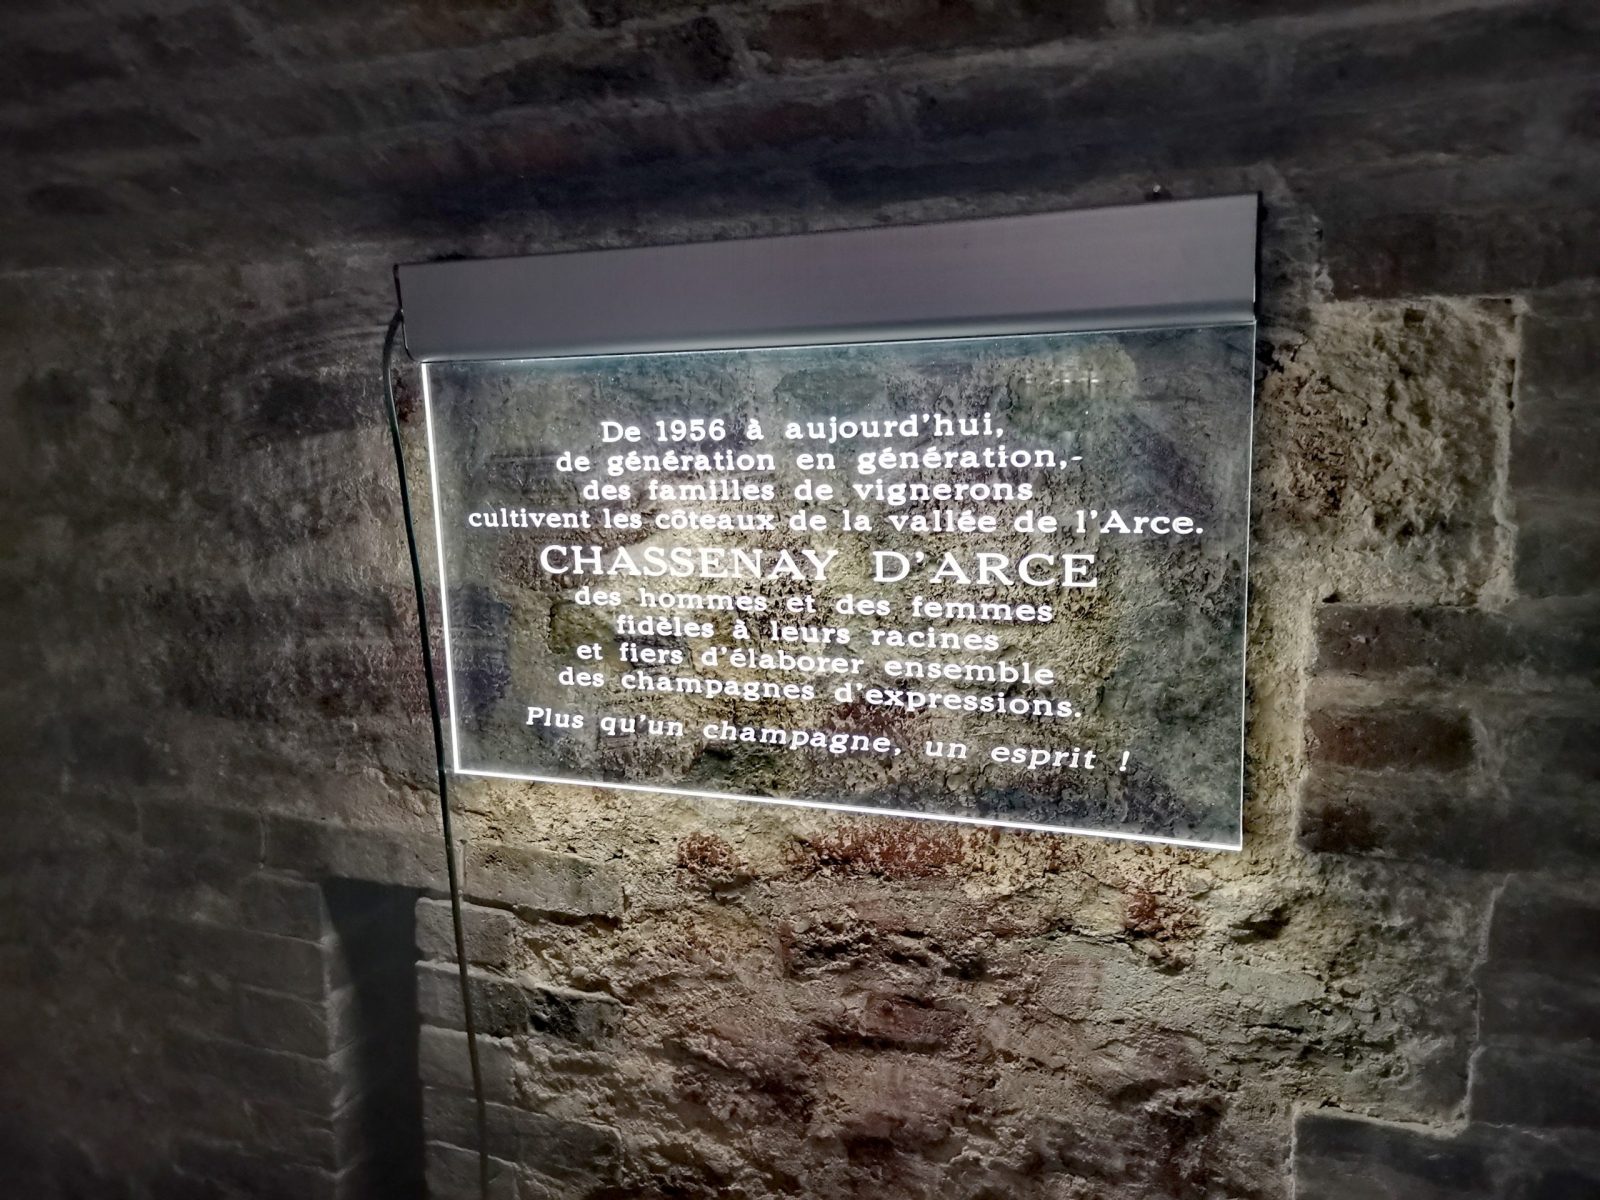 De 1956 à aujourd'hui,
de génération en génération,-
des familles de vignerons
cultivent les côteaux de la vallée de l'Arce.
CHASSENAY D'ARCE
des hommes et des femmes
fidèles à leurs racines
et fiers d'élaborer ensemble
des champagnes d'expressions.
Plus qu'un champagne, un esprit !